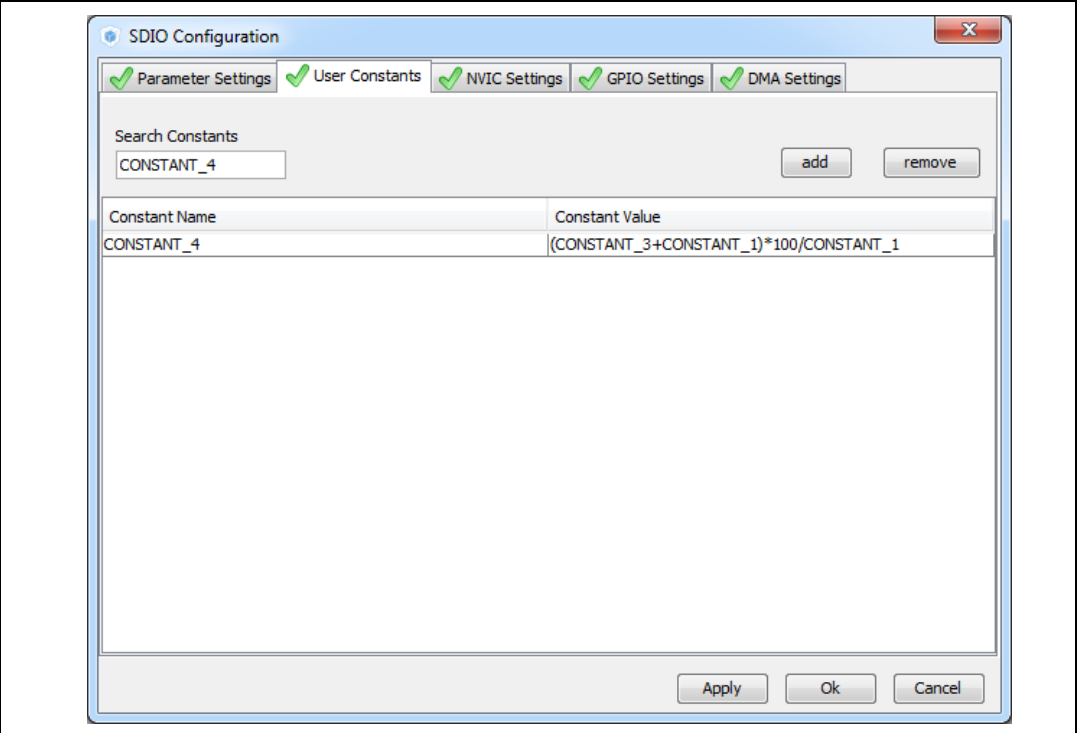 SDIO Configuration
Parameter Settings User Constants NVIC Settings GPIO Settings DMA Settings
Search Constants
CONSTANT_4 add remove
Constant Name Constant Value
CONSTANT_4 (CONSTANT_3+CONSTANT_1)*100/CONSTANT_1
Apply Ok Cancel